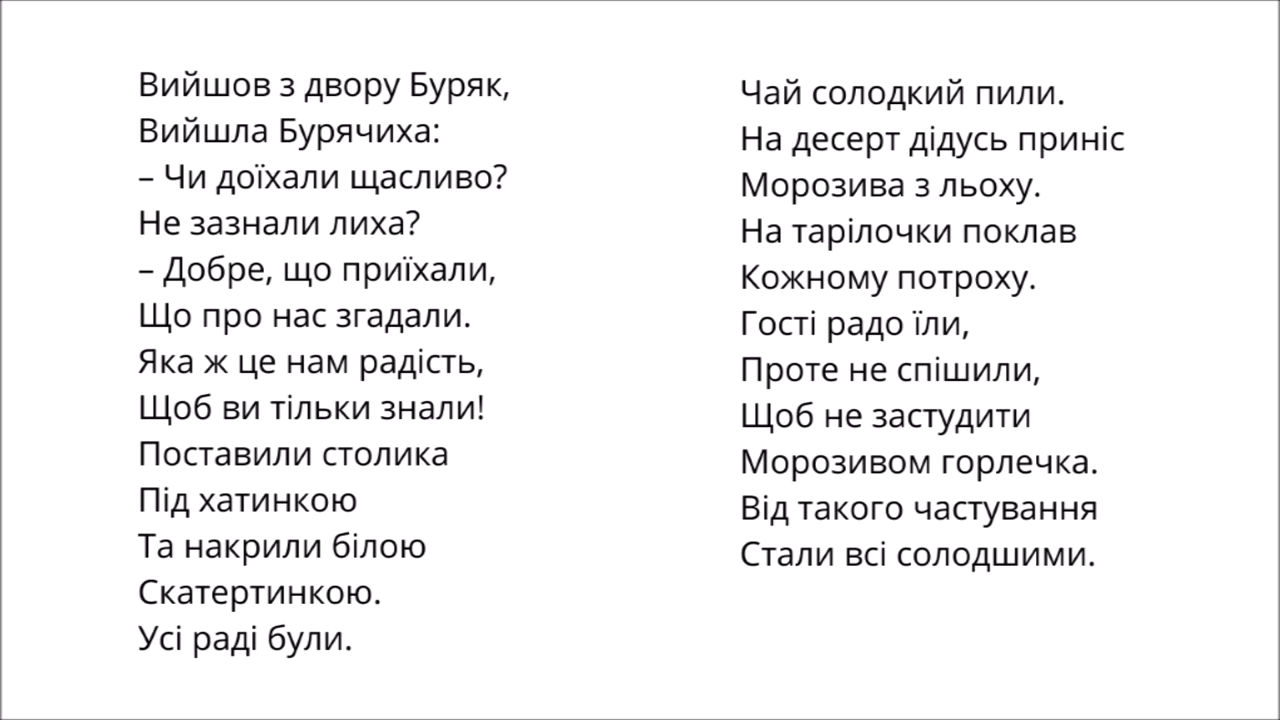 Вийшов з двору Буряк,
Вийшла Бурячиха:
– Чи доїхали щасливо?
Не зазнали лиха?
– Добре, що приїхали,
Що про нас згадали.
Яка ж це нам радість,
Щоб ви тільки знали!
Поставили столика
Під хатинкою
Та накрили білою
Скатертинкою.
Усі раді були.
Чай солодкий пили.
На десерт дідусь приніс
Морозива з льоху.
На тарілочки поклав
Кожному потроху.
Гості радо їли,
Проте не спішили,
Щоб не застудити
Морозивом горлечка.
Від такого частування
Стали всі солодшими.